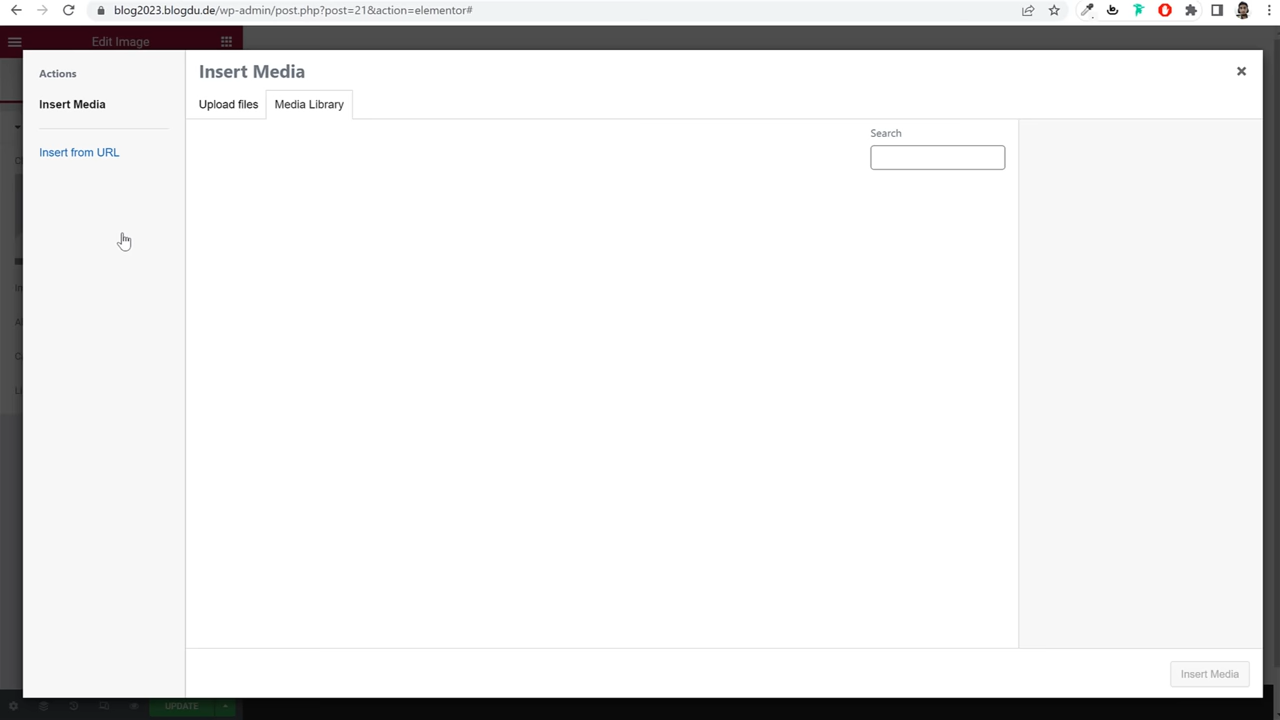 blog2023.blogdu.de/wp-admin/post.php?post=21&action=elementor#
Edit Image
Actions
Insert Media
Insert from URL
Insert Media
Upload files
Media Library
Search
Insert Media
UPDATE